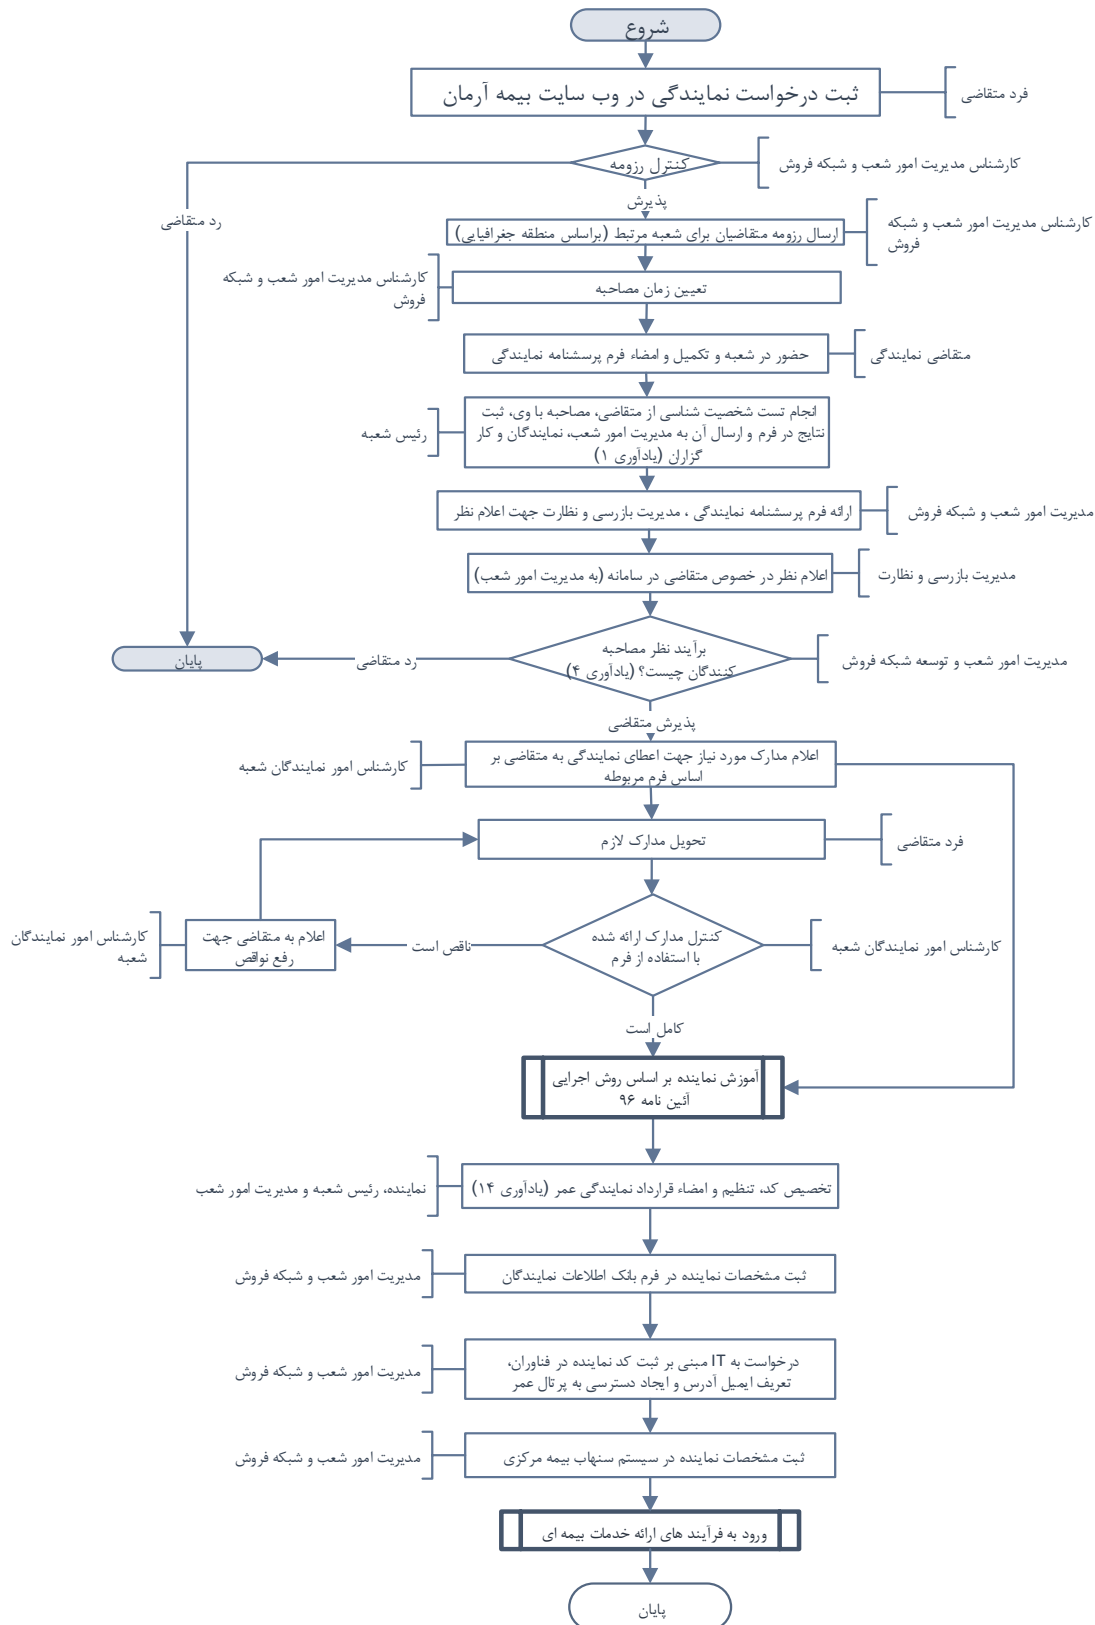 شروع
ثبت درخواست نمایندگی در وب سایت بیمه آرمان
فرد متقاضی
کنترل رزومه
کارشناس مدیریت امور شعب و شبکه فروش
رد متقاضی
پذیرش
ارسال رزومه متقاضیان برای شعبه مرتبط (براساس منطقه جغرافیایی)
کارشناس مدیریت امور شعب و شبکه
فروش
تعیین زمان مصاحبه
کارشناس مدیریت امور شعب و شبکه
فروش
حضور در شعبه و تکمیل و امضاء فرم پرسشنامه نمایندگی
متقاضی نمایندگی
انجام تست شخصیت شناسی از متقاضی، مصاحبه با وی، ثبت
نتایج در فرم و ارسال آن به مدیریت امور شعب، نمایندگان و کار
گزاران (یادآوری ۱)
رئیس شعبه
ارائه فرم پرسشنامه نمایندگی ، مدیریت بازرسی و نظارت جهت اعلام نظر
مدیریت امور شعب و شبکه فروش
اعلام نظر در خصوص متقاضی در سامانه (به مدیریت امور شعب)
مدیریت بازرسی و نظارت
برآیند نظر مصاحبه
کنندگان چیست؟ (یادآوری ۴)
مدیریت امور شعب و توسعه شبکه فروش
رد متقاضی
پایان
پذیرش متقاضی
اعلام مدارک مورد نیاز جهت اعطای نمایندگی به متقاضی بر
اساس فرم مربوطه
کارشناس امور نمایندگان شعبه
تحویل مدارک لازم
فرد متقاضی
کنترل مدارک ارائه شده
با استفاده از فرم
کارشناس امور نمایندگان شعبه
ناقص است
اعلام به متقاضی جهت
رفع نواقص
کارشناس امور نمایندگان
شعبه
کامل است
آموزش نماینده بر اساس روش اجرایی
آئین نامه ۹۶
تخصیص کد، تنظیم و امضاء قرارداد نمایندگی عمر (یادآوری ۱۴)
نماینده، رئیس شعبه و مدیریت امور شعب
ثبت مشخصات نماینده در فرم بانک اطلاعات نمایندگان
مدیریت امور شعب و شبکه فروش
درخواست به IT مبنی بر ثبت کد نماینده در فناوران،
تعریف ایمیل آدرس و ایجاد دسترسی به پرتال عمر
مدیریت امور شعب و شبکه فروش
ثبت مشخصات نماینده در سیستم سنهاب بیمه مرکزی
مدیریت امور شعب و شبکه فروش
ورود به فرآیند های ارائه خدمات بیمه ای
پایان